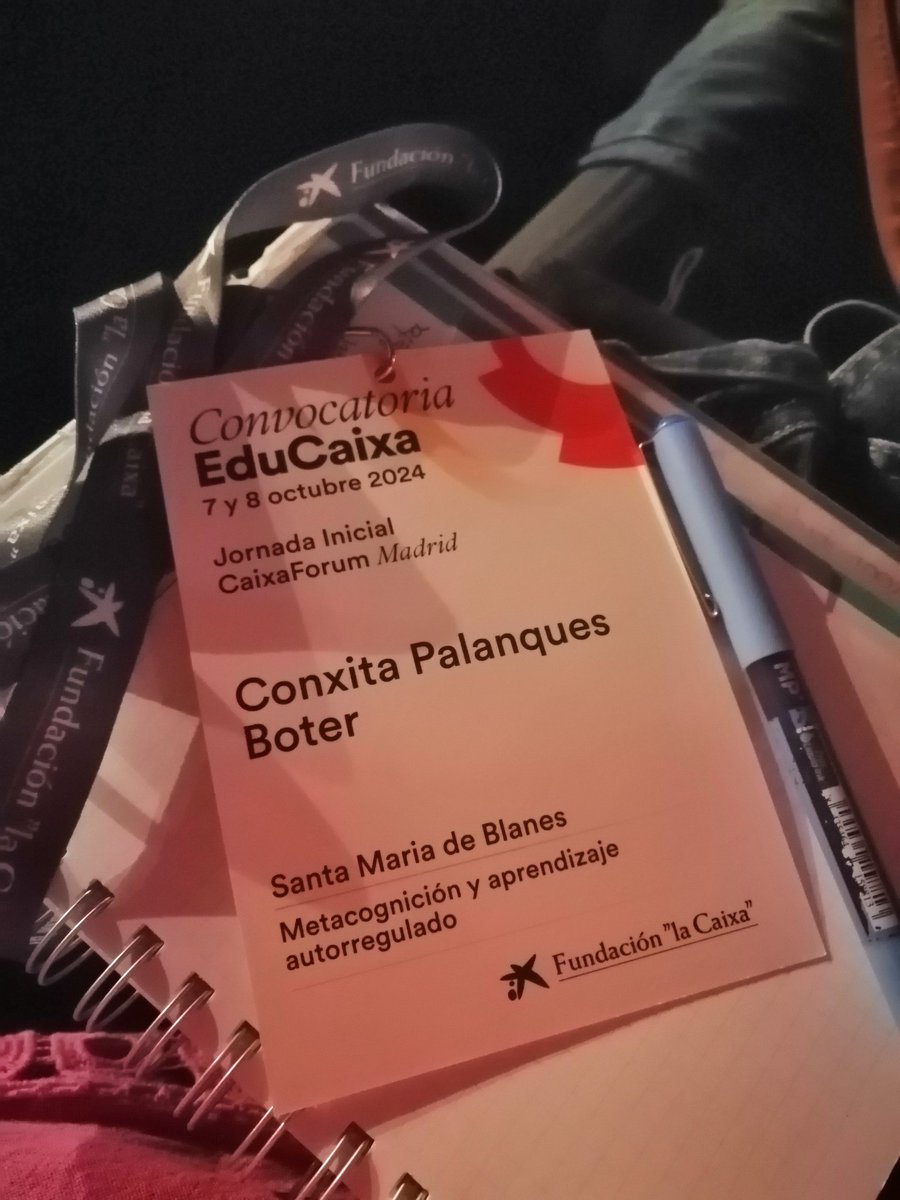 Fundación "
Convocatoria
EduCaixa
7 y 8 octubre 2024
Jornada Inicial
CaixaForum Madrid
Conxita Palanques
Boter
Santa Maria de Blanes
Metacognición y aprendizaje
autorregulado
Fundación "la Caixa"
Fundación "la C
MP